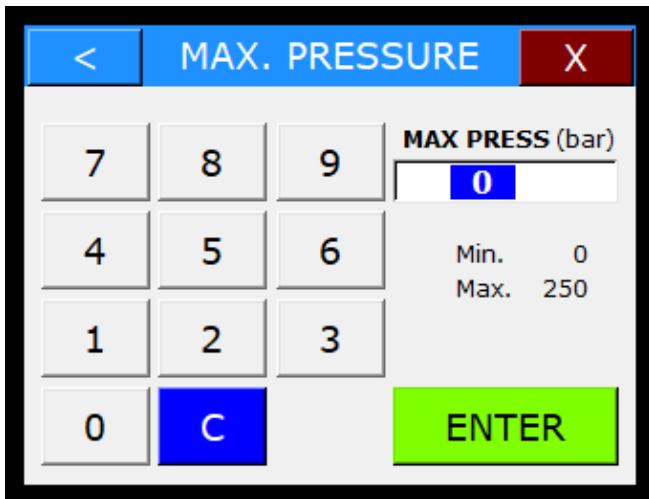 < MAX. PRESSURE X
7 8 9
MAX PRESS (bar)
0
4 5 6
Min. 0
Max. 250
1 2 3
0 C ENTER